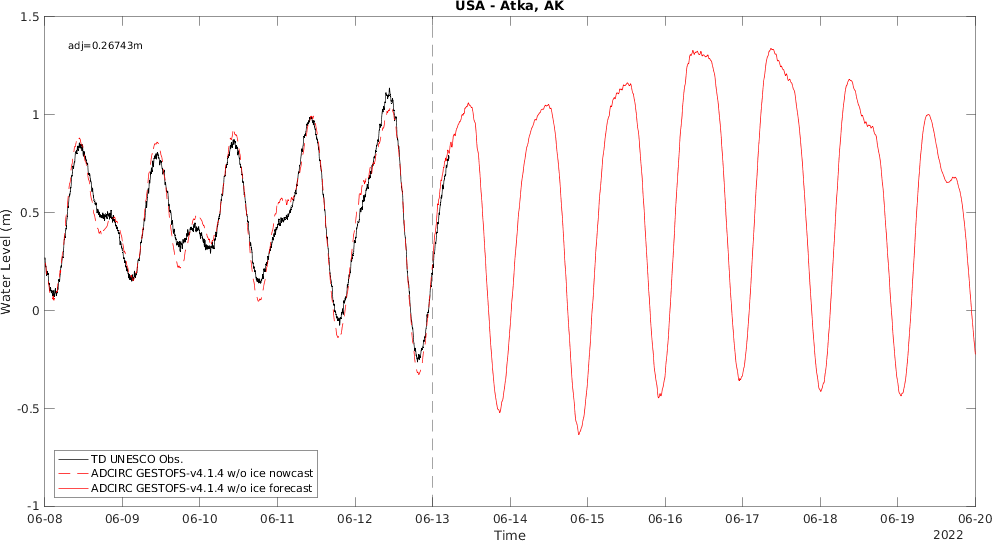 USA - Atka, AK
adj=0.26743m
1.5
1
0.5
0
-0.5
-1
Water Level (m)
TD UNESCO Obs.
ADCIRC GESTOFS-v4.1.4 w/o ice nowcast
ADCIRC GESTOFS-v4.1.4 w/o ice forecast
06-08 06-09 06-10 06-11 06-12 06-13 06-14 06-15 06-16 06-17 06-18 06-19 06-20
Time
2022